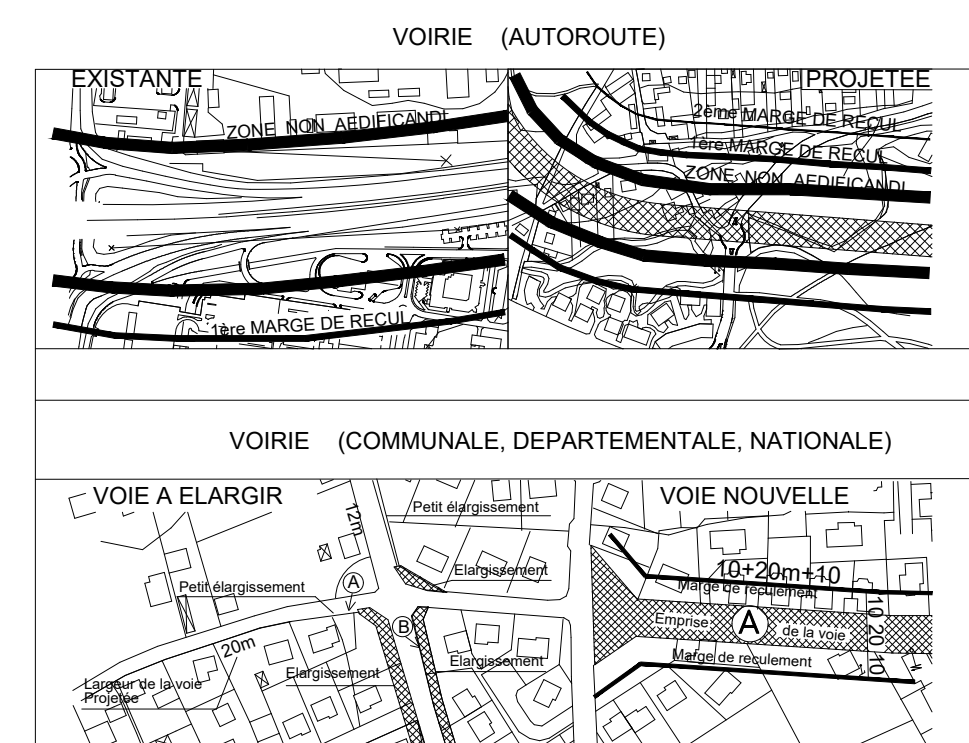 VOIRIE (AUTOROUTE)
EXISTANTE
ZONE NON AEDIFICANDI
1ère MARGE DE RECUL
PROJETEE
2ème MARGE DE RECUL
1ère MARGE DE RECUL
ZONE NON AEDIFICANDI
VOIRIE (COMMUNALE, DEPARTEMENTALE, NATIONALE)
VOIE A ELARGIR
12m
Petit élargissement
Elargissement
Petit élargissement
A
B
20m
Elargissement
Elargissement
Largeur de la voie
Projetée
VOIE NOUVELLE
10+20m+10
Marge de reculement
Emprise A de la voie
10 20 10
Marge de reculement